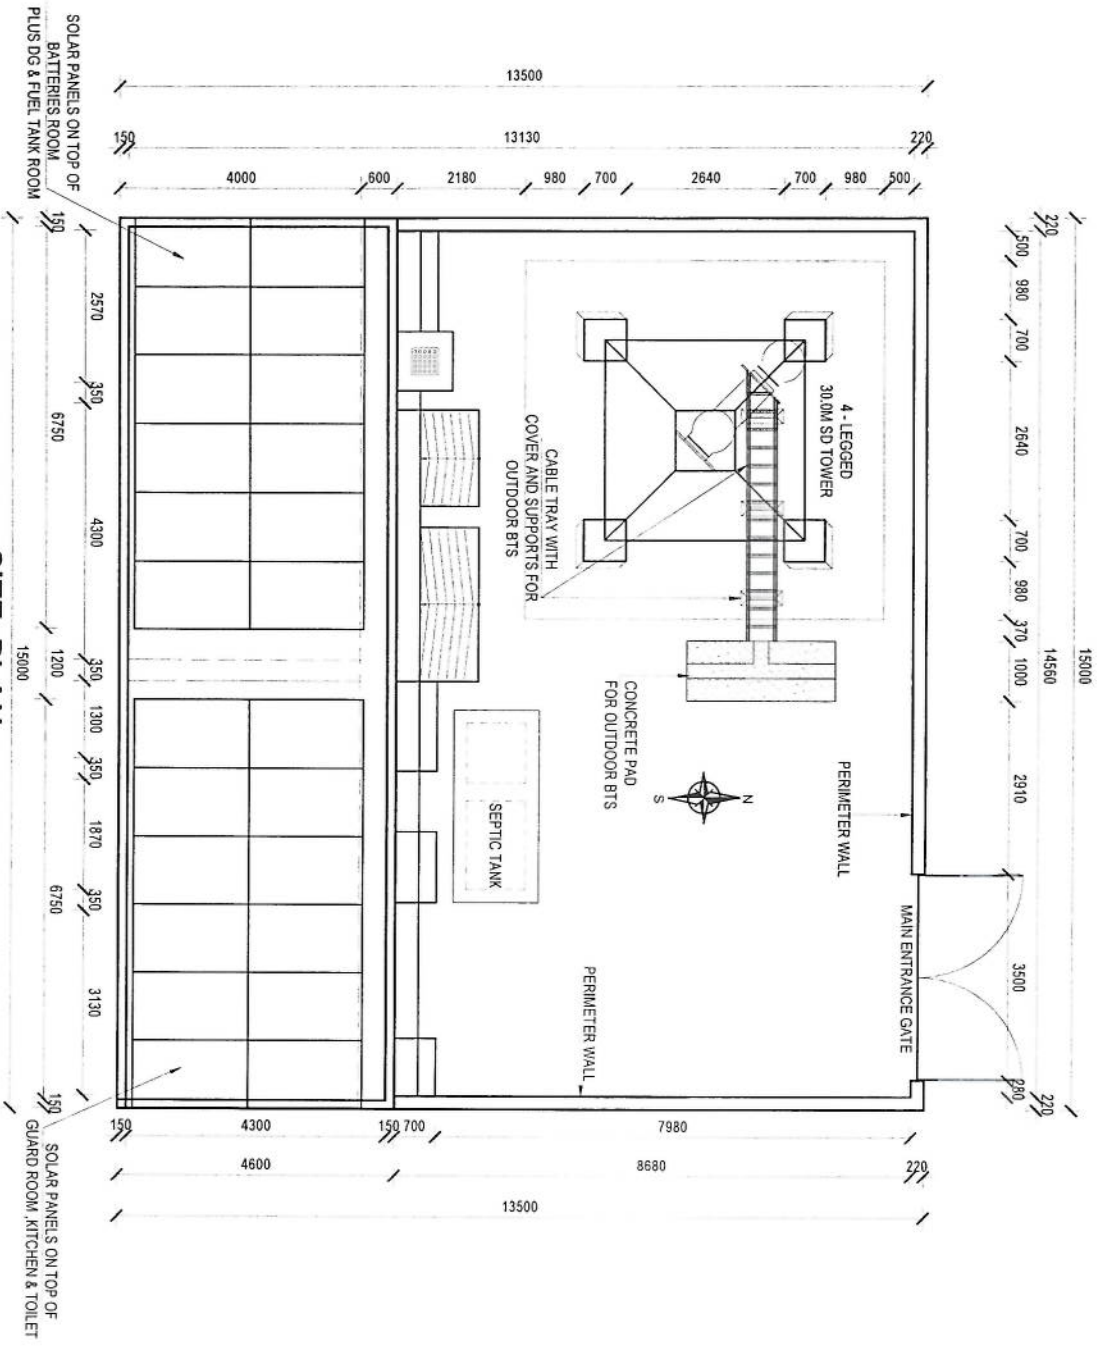 13500
150
13130
220
4000
600
2180
980
700
2640
700
980
500
SOLAR PANELS ON TOP OF
BATTERIES ROOM
PLUS DG & FUEL TANK ROOM
15000
14560
220
500
980
700
2640
700
980
370
1000
2910
3500
280
220
4 - LEGGED
30.0M SD TOWER
CABLE TRAY WITH
COVER AND SUPPORTS FOR
OUTDOOR BTS
CONCRETE PAD
FOR OUTDOOR BTS
N
S
PERIMETER WALL
MAIN ENTRANCE GATE
PERIMETER WALL
SEPTIC TANK
2570
350
4300
350
1300
350
1870
350
3130
150
6750
1200
6750
150
15000
150
4300
150
700
7980
4600
8680
220
13500
SOLAR PANELS ON TOP OF
GUARD ROOM ,KITCHEN & TOILET